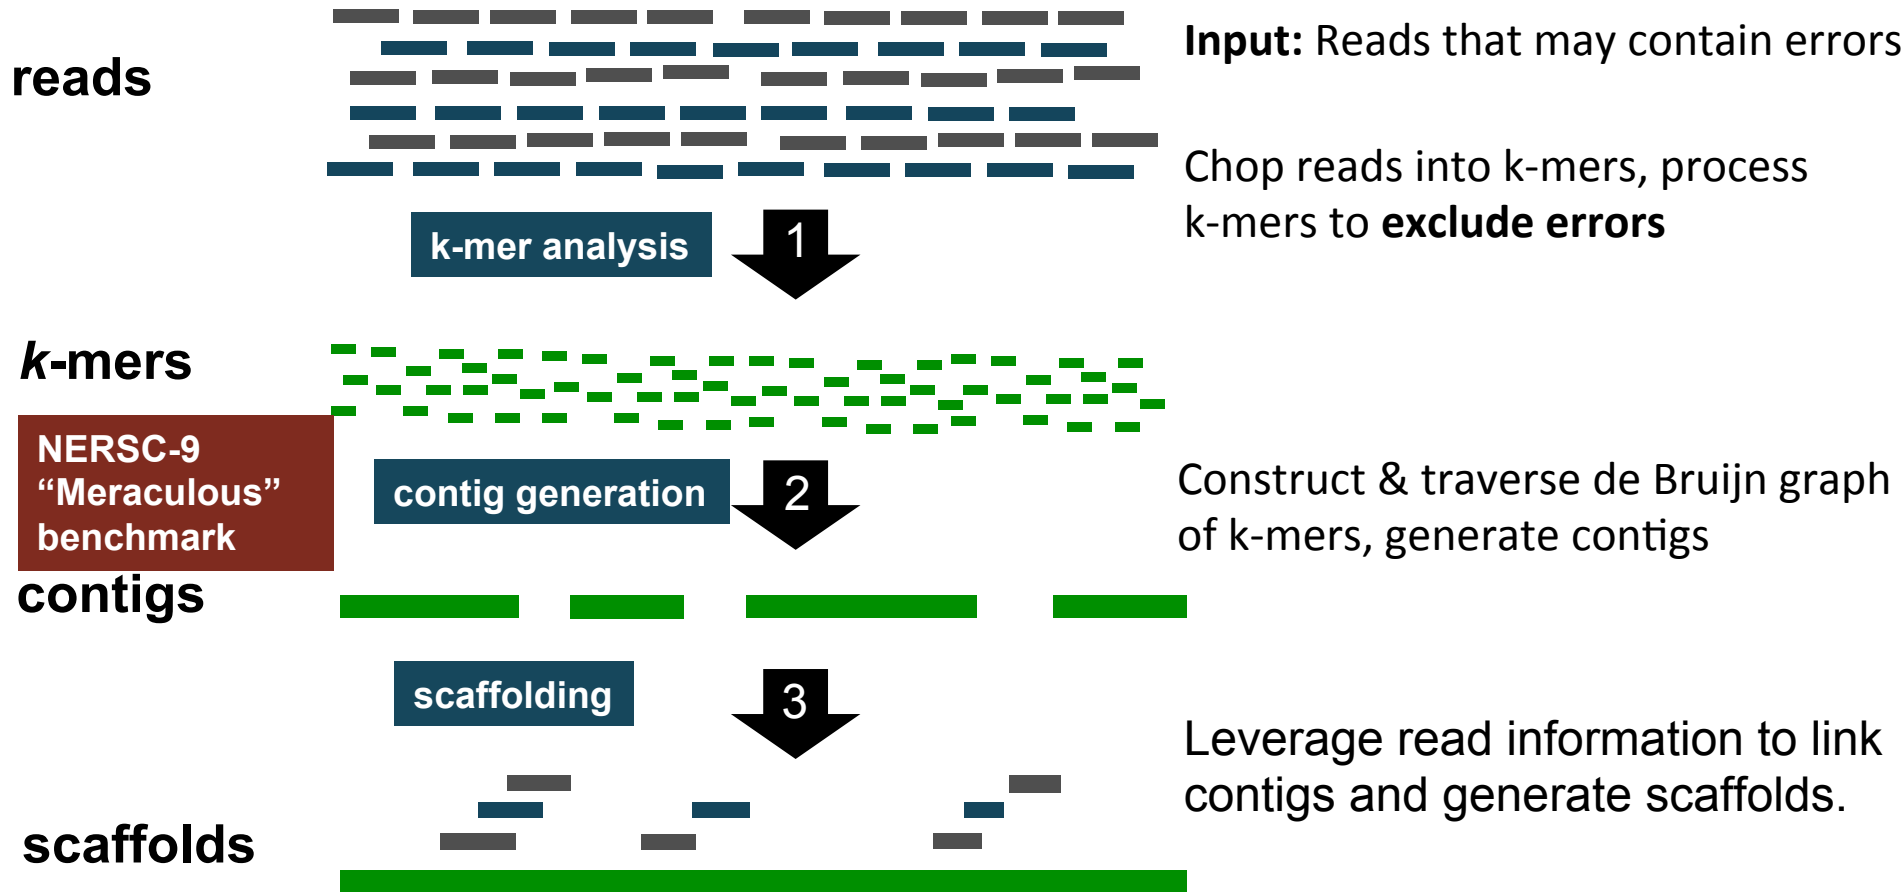 reads
Input: Reads that may contain errors
Chop reads into k-mers, process
k-mers to exclude errors
k-mer analysis
1
k-mers
NERSC-9
“Meraculous”
benchmark
contig generation
2
Construct & traverse de Bruijn graph
of k-mers, generate contigs
contigs
scaffolding
3
Leverage read information to link
contigs and generate scaffolds.
scaffolds